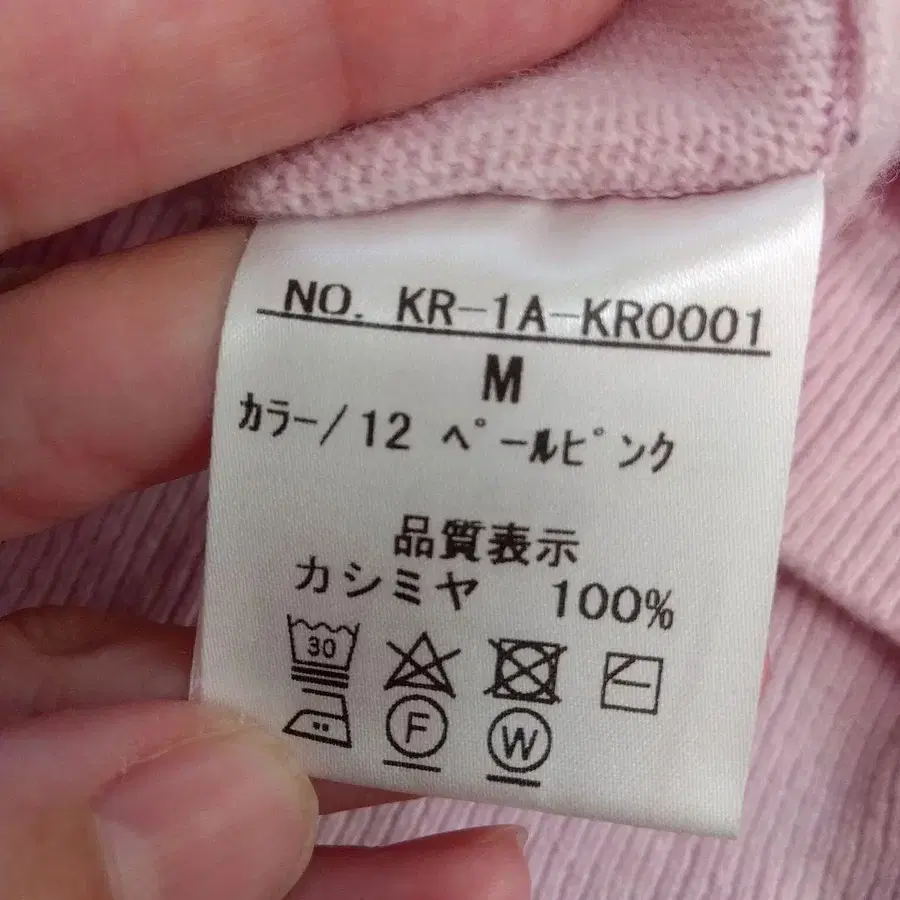 NO. KR-1A-KR0001
M
カラー/12 ペールピンク
品質表示
カシミヤ 100%
30
F
W